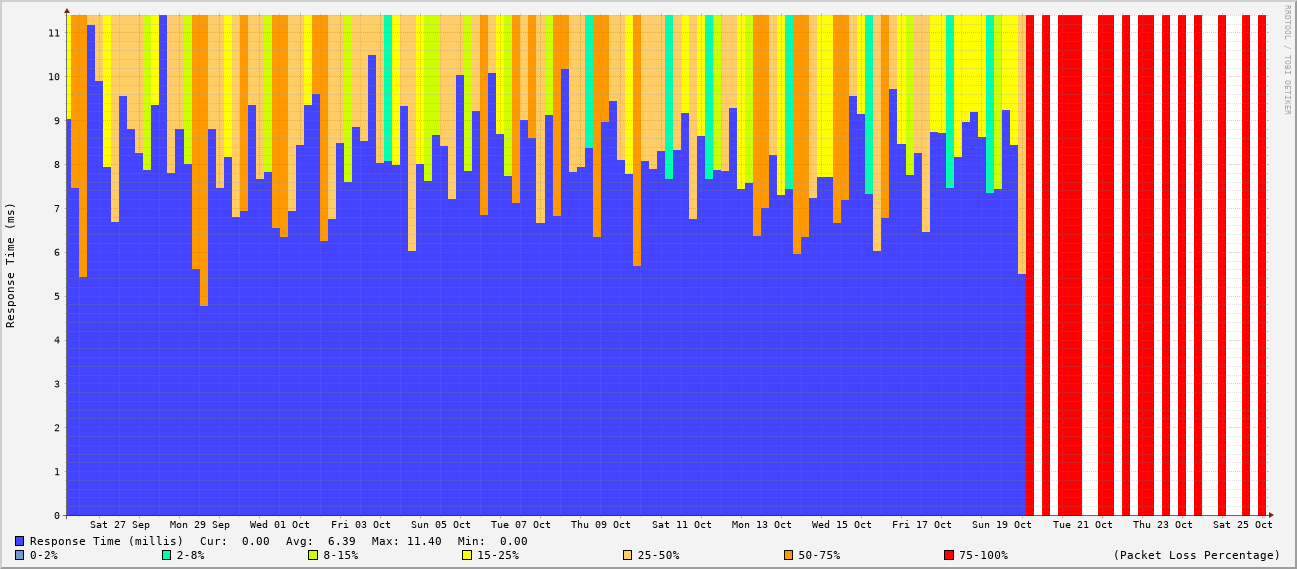 RRDTOOL / TOBI OETIKER
Response Time (ms)
11
10
9
8
7
6
5
4
3
2
1
0
Sat 27 Sep Mon 29 Sep Wed 01 Oct Fri 03 Oct Sun 05 Oct Tue 07 Oct Thu 09 Oct Sat 11 Oct Mon 13 Oct Wed 15 Oct Fri 17 Oct Sun 19 Oct Tue 21 Oct Thu 23 Oct Sat 25 Oct
Response Time (millis) Cur: 0.00 Avg: 6.39 Max: 11.40 Min: 0.00
0-2% 2-8% 8-15% 15-25% 25-50% 50-75% 75-100% (Packet Loss Percentage)